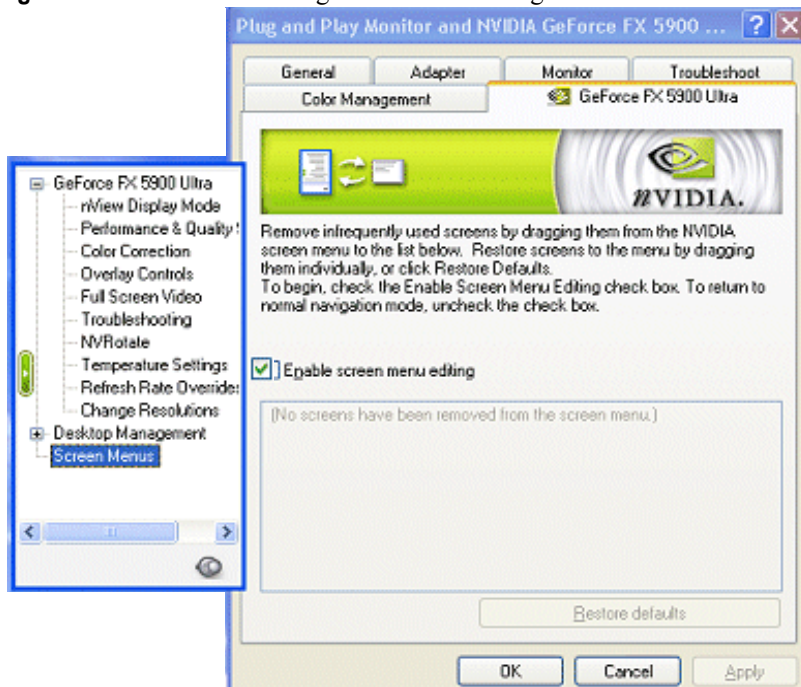 Plug and Play Monitor and NVIDIA GeForce FX 5900 ...
General Adapter Monitor Troubleshoot
Color Management GeForce FX 5900 Ultra
NVIDIA.
Remove infrequently used screens by dragging them from the NVIDIA
screen menu to the list below. Restore screens to the menu by dragging
them individually, or click Restore Defaults.
To begin, check the Enable Screen Menu Editing check box. To return to
normal navigation mode, uncheck the check box.
Enable screen menu editing
(No screens have been removed from the screen menu.)
Restore defaults
OK Cancel Apply
GeForce FX 5900 Ultra
nView Display Mode
Performance & Quality
Color Correction
Overlay Controls
Full Screen Video
Troubleshooting
NVRotate
Temperature Settings
Refresh Rate Overrides
Change Resolutions
Desktop Management
Screen Menus